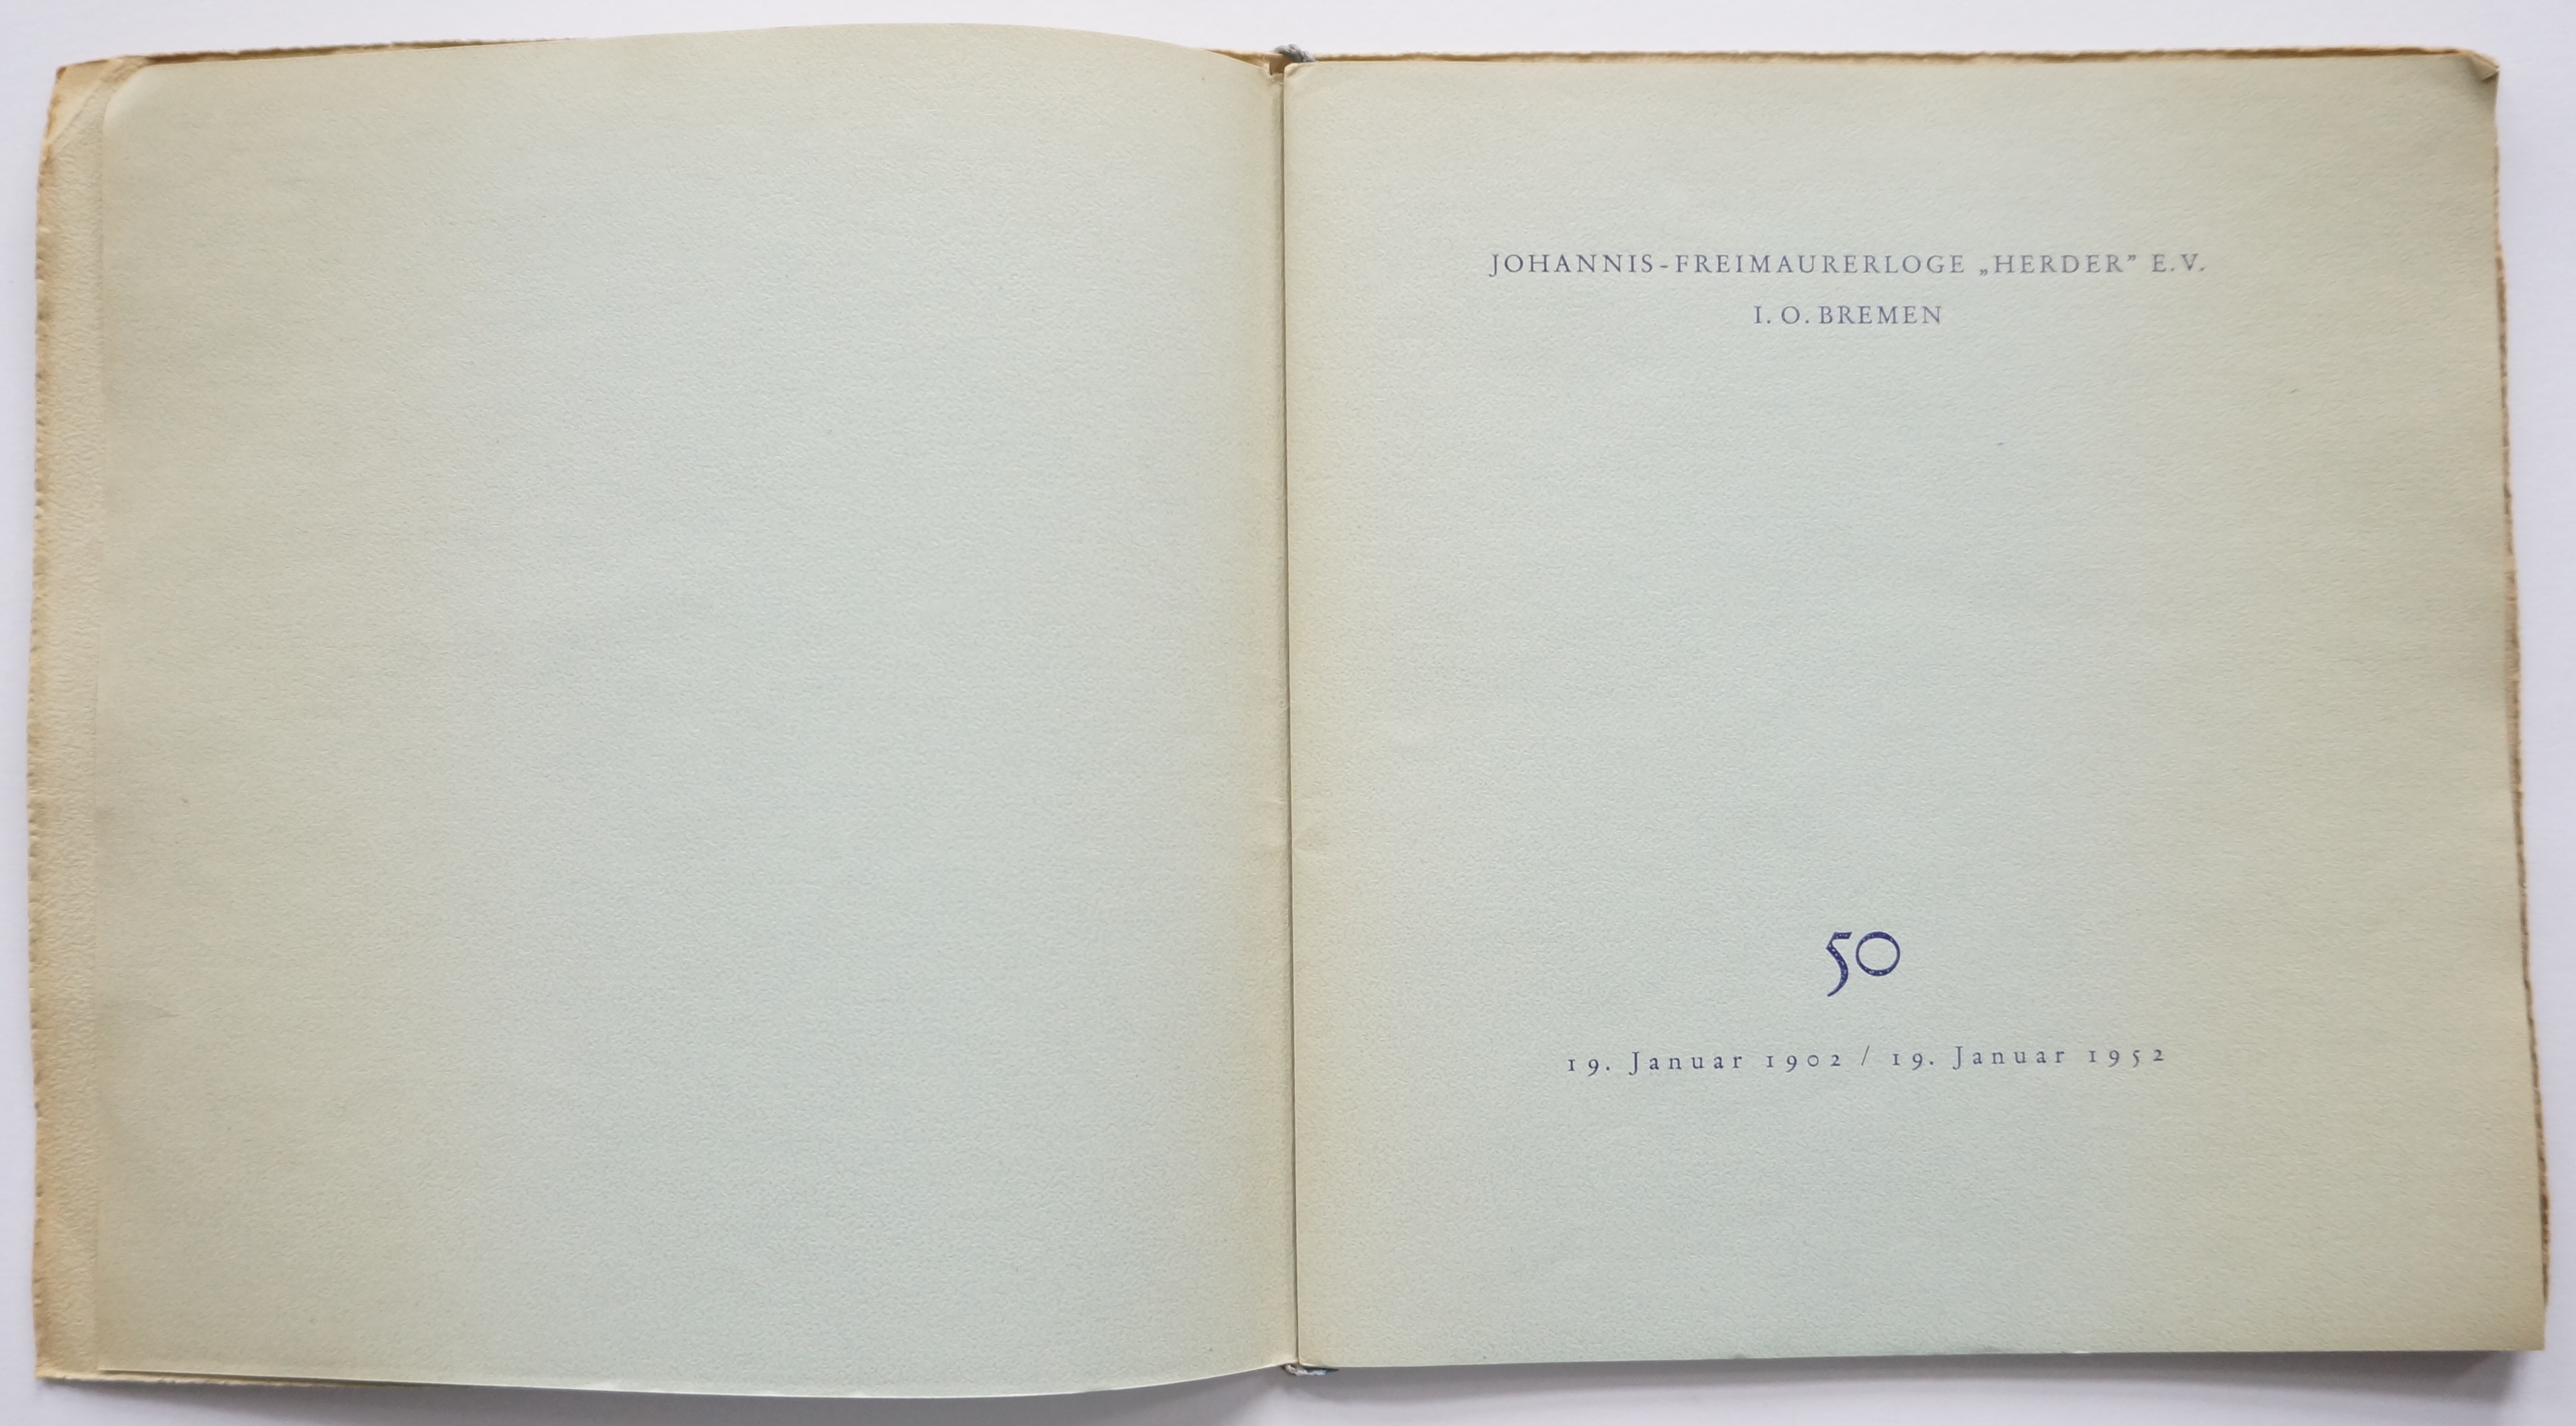 JOHANNIS-FREIMAURERLOGE „HERDER” E.V.
I. O. BREMEN
50
19. Januar 1902 / 19. Januar 1952